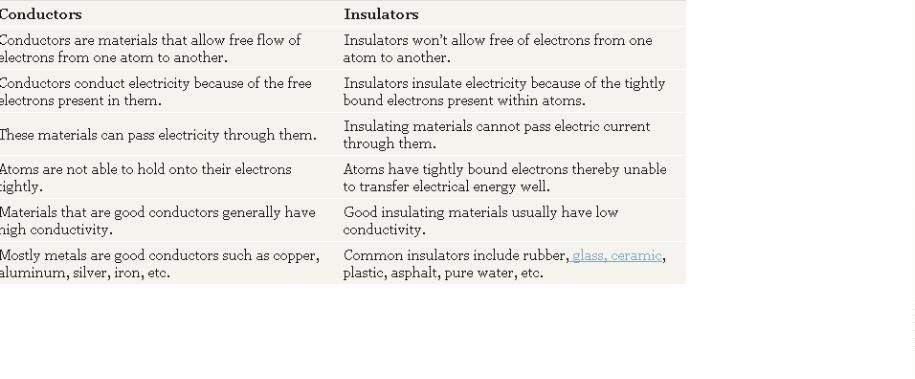 Conductors
Insulators
Conductors are materials that allow free flow of
electrons from one atom to another.
Insulators won't allow free of electrons from one
atom to another.
Conductors conduct electricity because of the free
electrons present in them.
Insulators insulate electricity because of the tightly
bound electrons present within atoms.
These materials can pass electricity through them.
Insulating materials cannot pass electric current
through them.
Atoms are not able to hold onto their electrons
tightly.
Atoms have tightly bound electrons thereby unable
to transfer electrical energy well.
Materials that are good conductors generally have
high conductivity.
Good insulating materials usually have low
conductivity.
Mostly metals are good conductors such as copper,
aluminum, silver, iron, etc.
Common insulators include rubber, glass, ceramic,
plastic, asphalt, pure water, etc.